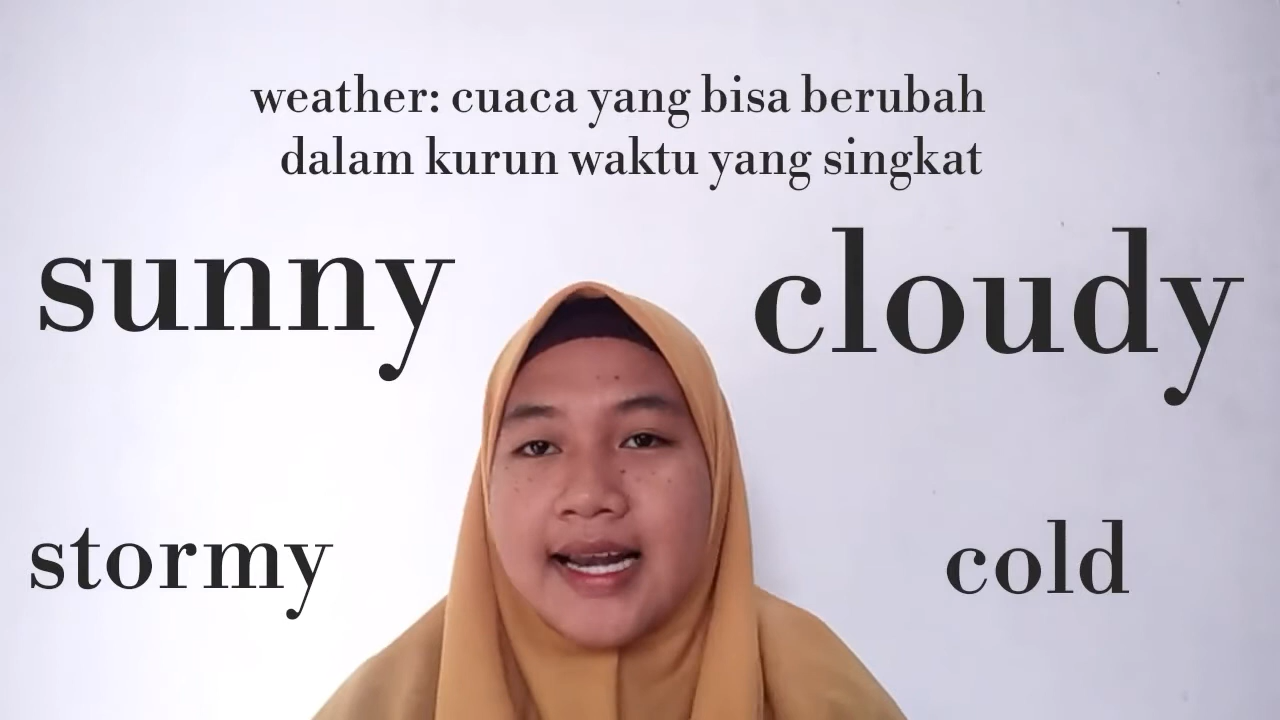 weather: cuaca yang bisa berubah
dalam kurun waktu yang singkat
sunny
cloudy
stormy
cold